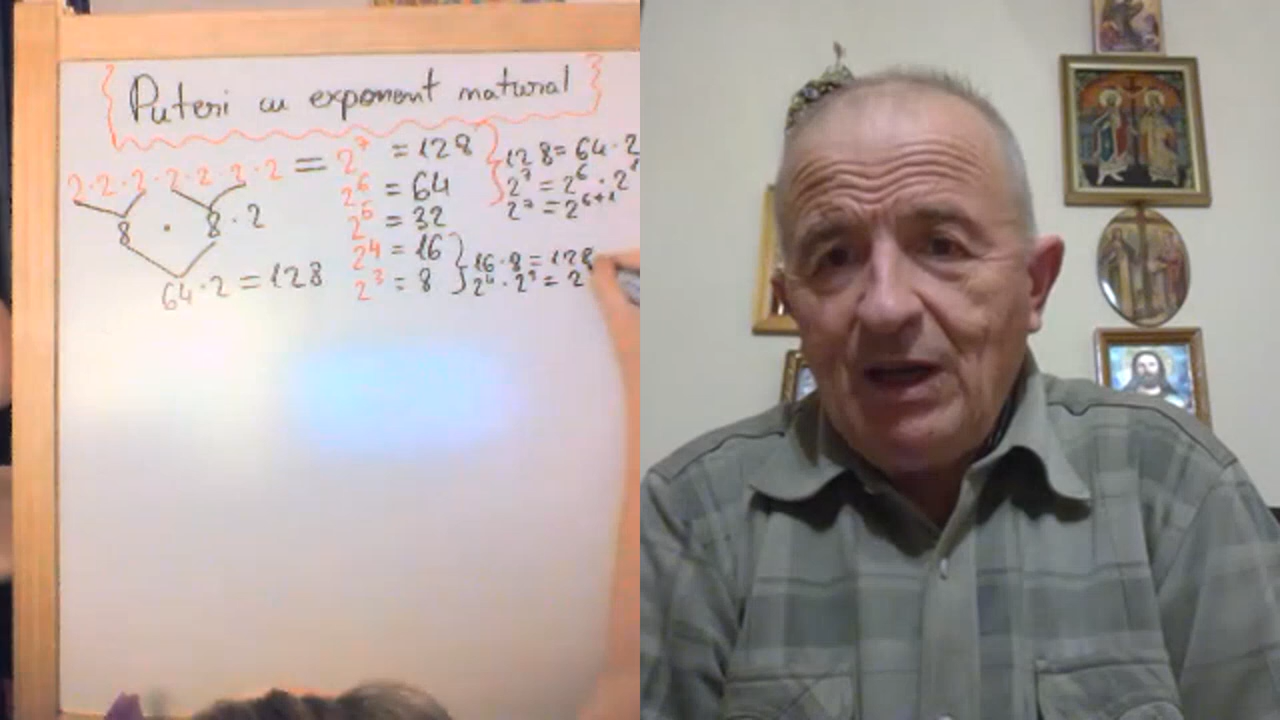 Puteri cu exponent natural
2·2·2·2·2·2·2 = 2⁷ = 128
2⁶ = 64
2⁵ = 32
2⁴ = 16
2³ = 8
8 · 8 · 2
64 · 2 = 128
128 = 64 · 2
2⁷ = 2⁶ · 2¹
2⁷ = 2⁶⁺¹
16 · 8 = 128
2⁴ · 2³ = 2